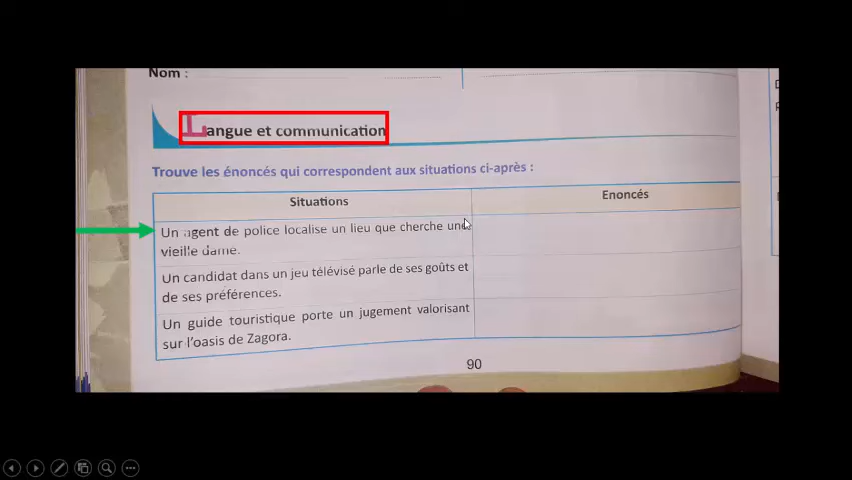 Nom :
Langue et communication
Trouve les énoncés qui correspondent aux situations ci-après :
Situations
Enoncés
Un agent de police localise un lieu que cherche une
vieille dame.
Un candidat dans un jeu télévisé parle de ses goûts et
de ses préférences.
Un guide touristique porte un jugement valorisant
sur l'oasis de Zagora.
90